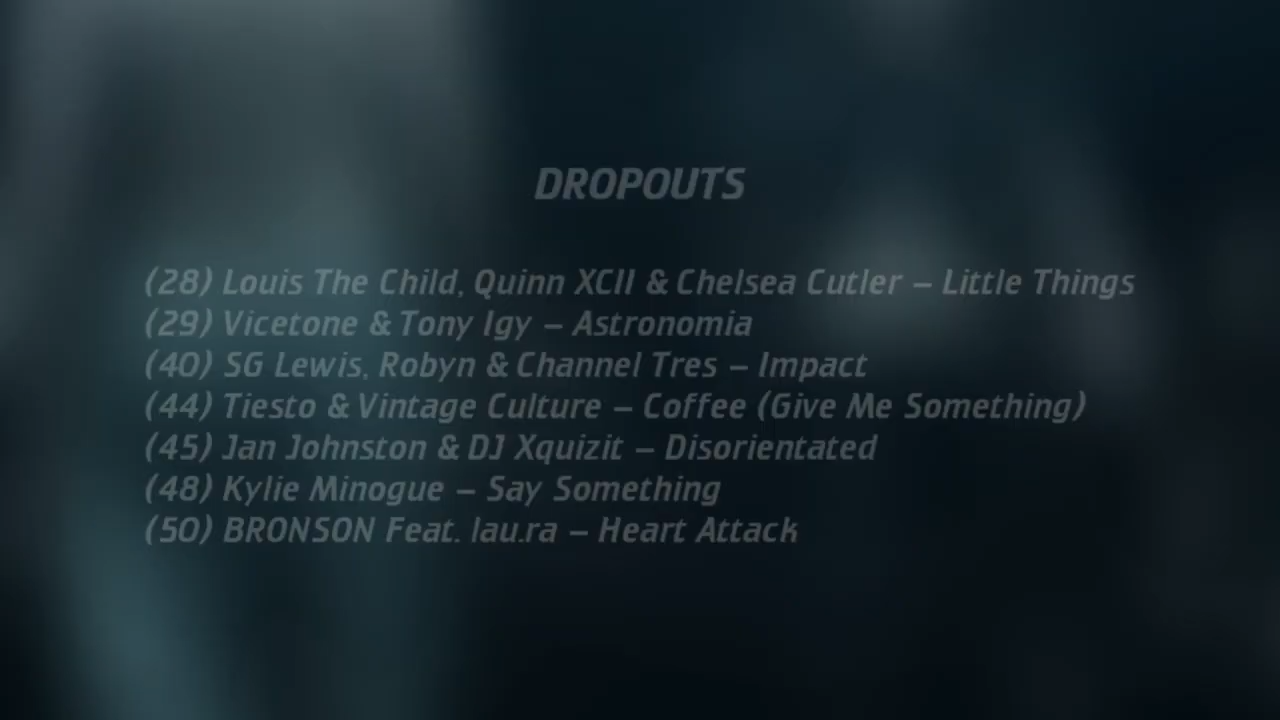 DROPOUTS
(28) Louis The Child, Quinn XCII & Chelsea Cutler – Little Things
(29) Vicetone & Tony Igy – Astronomia
(40) SG Lewis, Robyn & Channel Tres – Impact
(44) Tiesto & Vintage Culture – Coffee (Give Me Something)
(45) Jan Johnston & DJ Xquizit – Disorientated
(48) Kylie Minogue – Say Something
(50) BRONSON Feat. lau.ra – Heart Attack